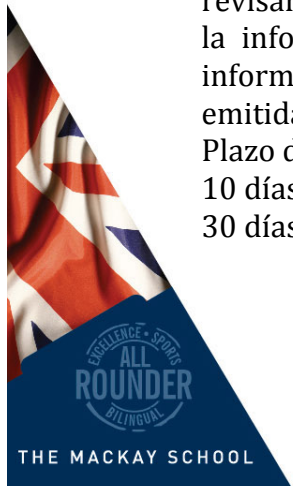 revisar
la info
inform
emitida
Plazo d
10 días
30 días
EXCELLENCE • SPORTS
ALL
ROUNDER
BILINGUAL
THE MACKAY SCHOOL